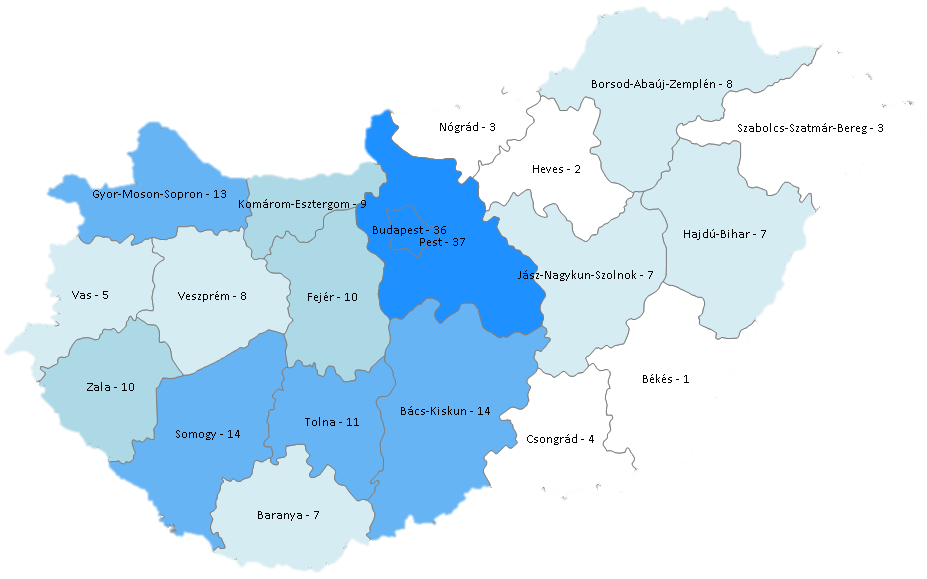 Borsod-Abaúj-Zemplén - 8
Nógrád - 3
Szabolcs-Szatmár-Bereg - 3
Heves - 2
Gyor-Moson-Sopron - 13
Komárom-Esztergom - 9
Budapest - 36
Hajdú-Bihar - 7
Pest - 37
Jász-Nagykun-Szolnok - 7
Vas - 5
Veszprém - 8
Fejér - 10
Békés - 1
Zala - 10
Bács-Kiskun - 14
Tolna - 11
Somogy - 14
Csongrád - 4
Baranya - 7